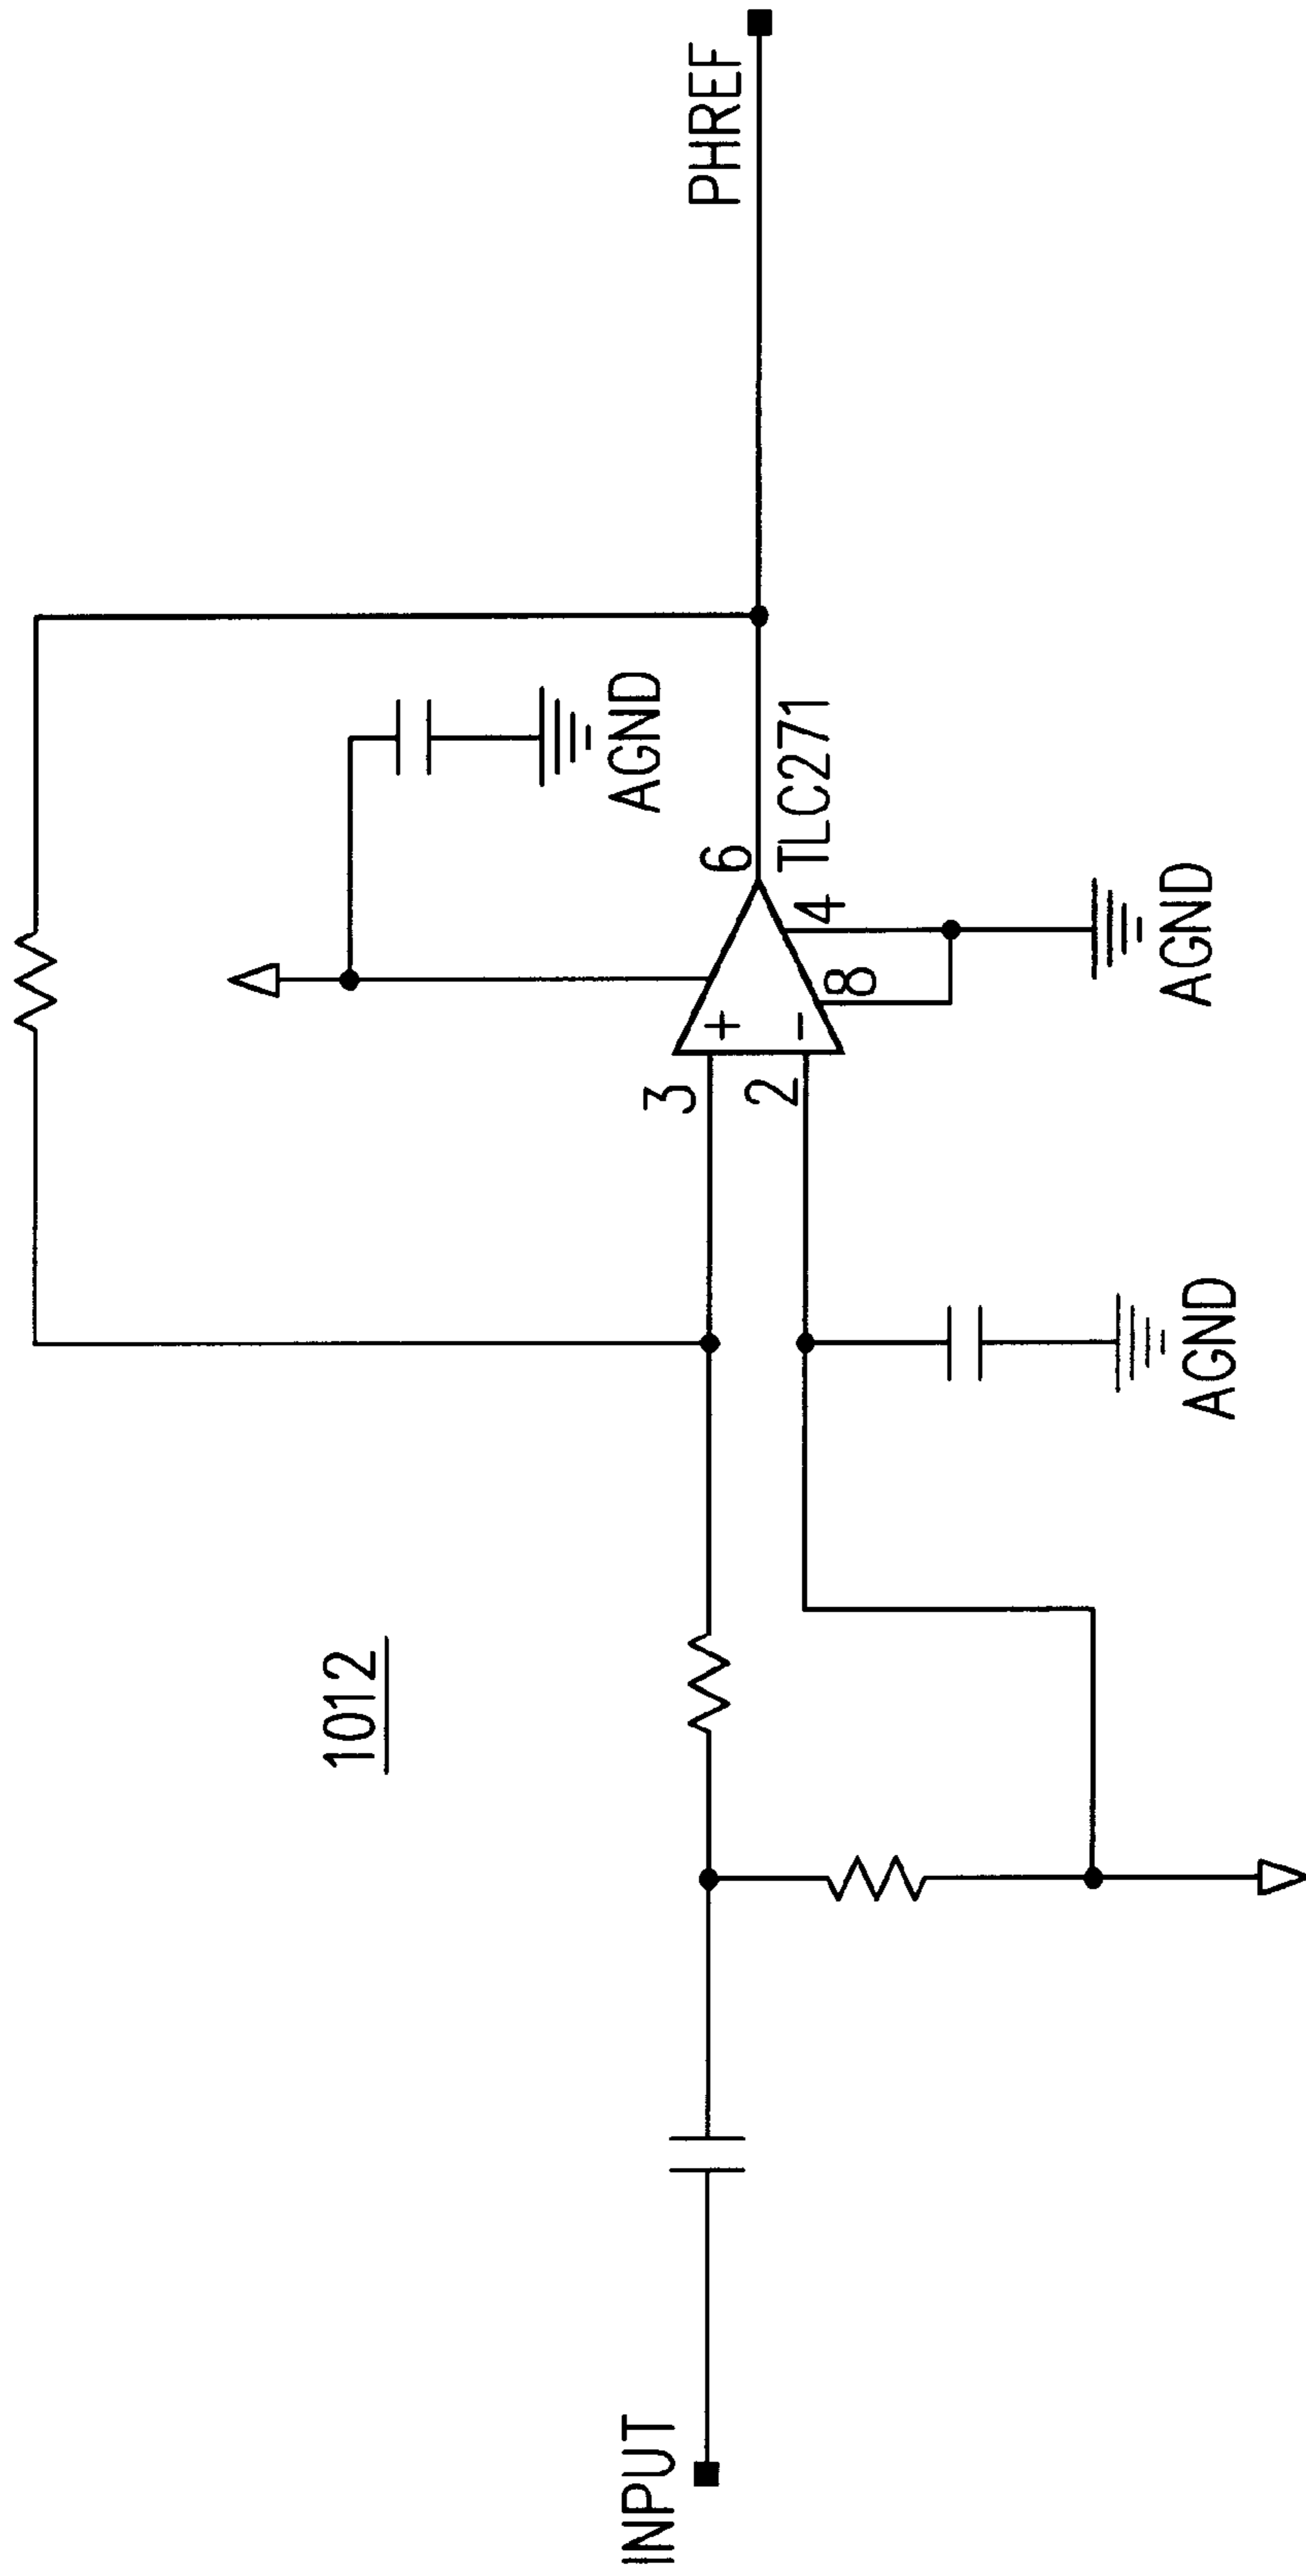 1012
INPUT
3
2
+
-
6
TLC271
4
8
AGND
AGND
AGND
PHREF